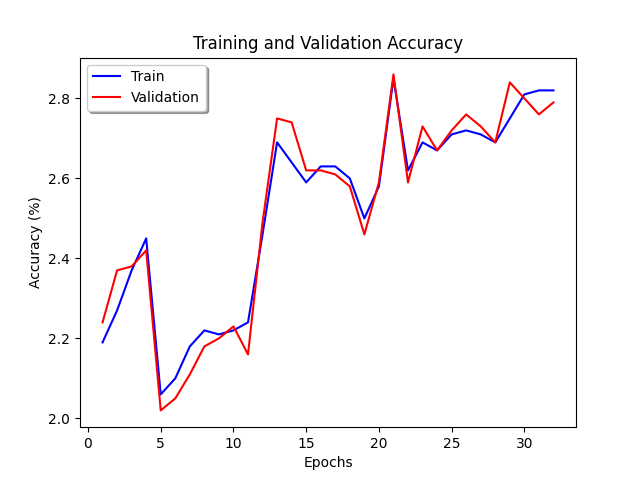 Training and Validation Accuracy
Train
Validation
Accuracy (%)
2.8
2.6
2.4
2.2
2.0
0 5 10 15 20 25 30
Epochs